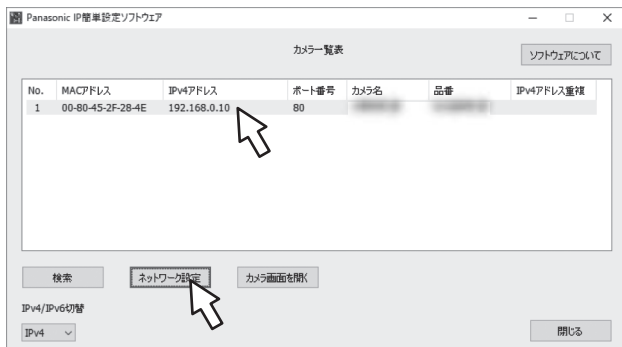 Panasonic IP簡単設定ソフトウェア
カメラ一覧表
ソフトウェアについて
No. MACアドレス IPv4アドレス ポート番号 カメラ名 品番 IPv4アドレス重複
1 00-80-45-2F-28-4E 192.168.0.10 80
検索 ネットワーク設定 カメラ画面を開く
IPv4/IPv6切替
IPv4 閉じる